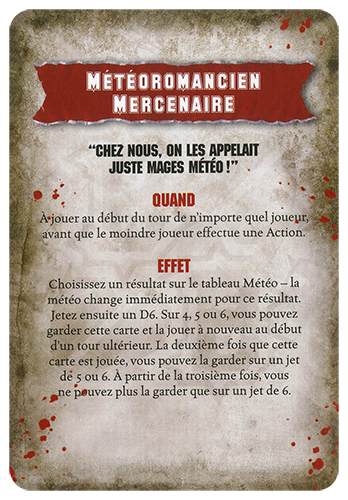 MÉTÉOROMANCIEN
MERCENAIRE
“CHEZ NOUS, ON LES APPELAIT
JUSTE MAGES MÉTÉO !”
QUAND
À jouer au début du tour de n’importe quel joueur,
avant que le moindre joueur effectue une Action.
EFFET
Choisissez un résultat sur le tableau Météo – la
météo change immédiatement pour ce résultat.
Jetez ensuite un D6. Sur 4, 5 ou 6, vous pouvez
garder cette carte et la jouer à nouveau au début
d’un tour ultérieur. La deuxième fois que cette
carte est jouée, vous pouvez la garder sur un jet
de 5 ou 6. À partir de la troisième fois, vous
ne pouvez plus la garder que sur un jet de 6.